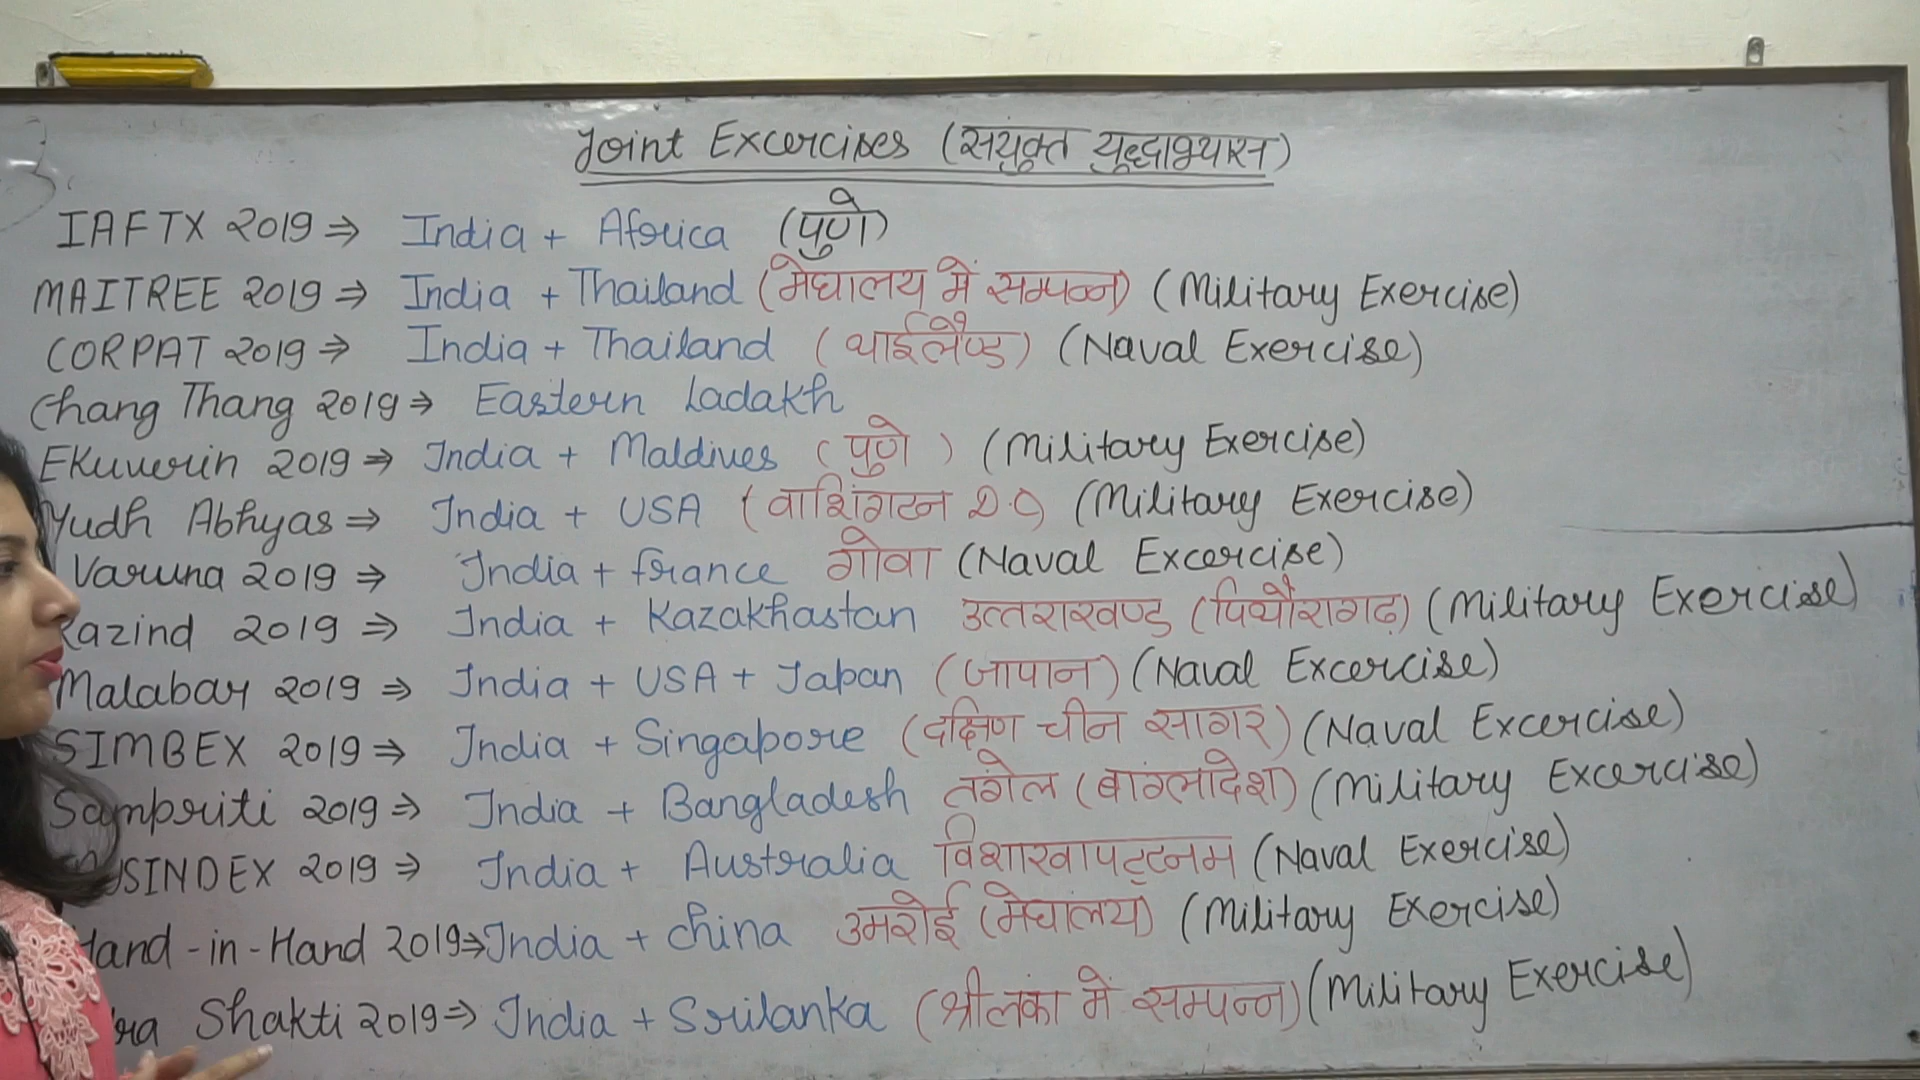 Joint Excercises (सयुंक्त युद्धाभ्यास)
IAFTX 2019 ⇒ India + Africa (पुणे)
MAITREE 2019 ⇒ India + Thailand (मेघालय में सम्पन्न) (Military Exercise)
CORPAT 2019 ⇒ India + Thailand (थाईलैण्ड) (Naval Exercise)
Chang Thang 2019 ⇒ Eastern Ladakh
Ekuverin 2019 ⇒ India + Maldives (पुणे) (Military Exercise)
Yudh Abhyas ⇒ India + USA (वाशिंगटन D.C) (Military Exercise)
Varuna 2019 ⇒ India + france गोवा (Naval Excercise)
Kazind 2019 ⇒ India + Kazakhastan उत्तराखण्ड (पिथौरागढ़) (Military Exercise)
Malabar 2019 ⇒ India + USA + Japan (जापान) (Naval Excercise)
SIMBEX 2019 ⇒ India + Singapore (दक्षिण चीन सागर) (Naval Excercise)
Sampriti 2019 ⇒ India + Bangladesh तंगेल (बांग्लादेश) (Military Excercise)
USINDEX 2019 ⇒ India + Australia विशाखापट्टनम (Naval Exercise)
Hand-in-Hand 2019 ⇒ India + China उमरोई (मेघालय) (Military Exercise)
Shakti 2019 ⇒ India + Srilanka (श्रीलंका में सम्पन्न) (Military Exercise)